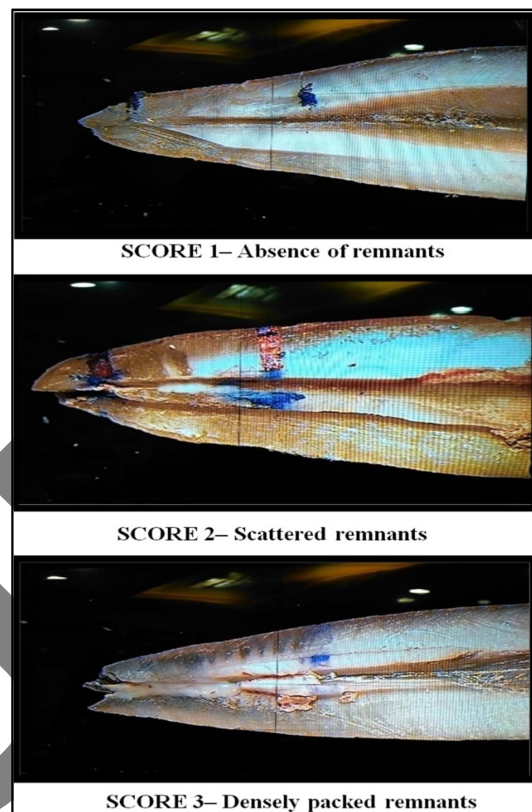 SCORE 1– Absence of remnants
SCORE 2– Scattered remnants
SCORE 3– Densely packed remnants